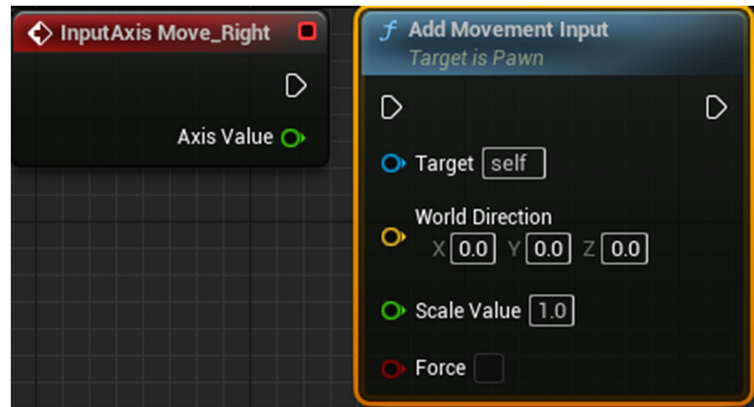 InputAxis Move_Right
Axis Value
f Add Movement Input
Target is Pawn
Target self
World Direction
X 0.0 Y 0.0 Z 0.0
Scale Value 1.0
Force